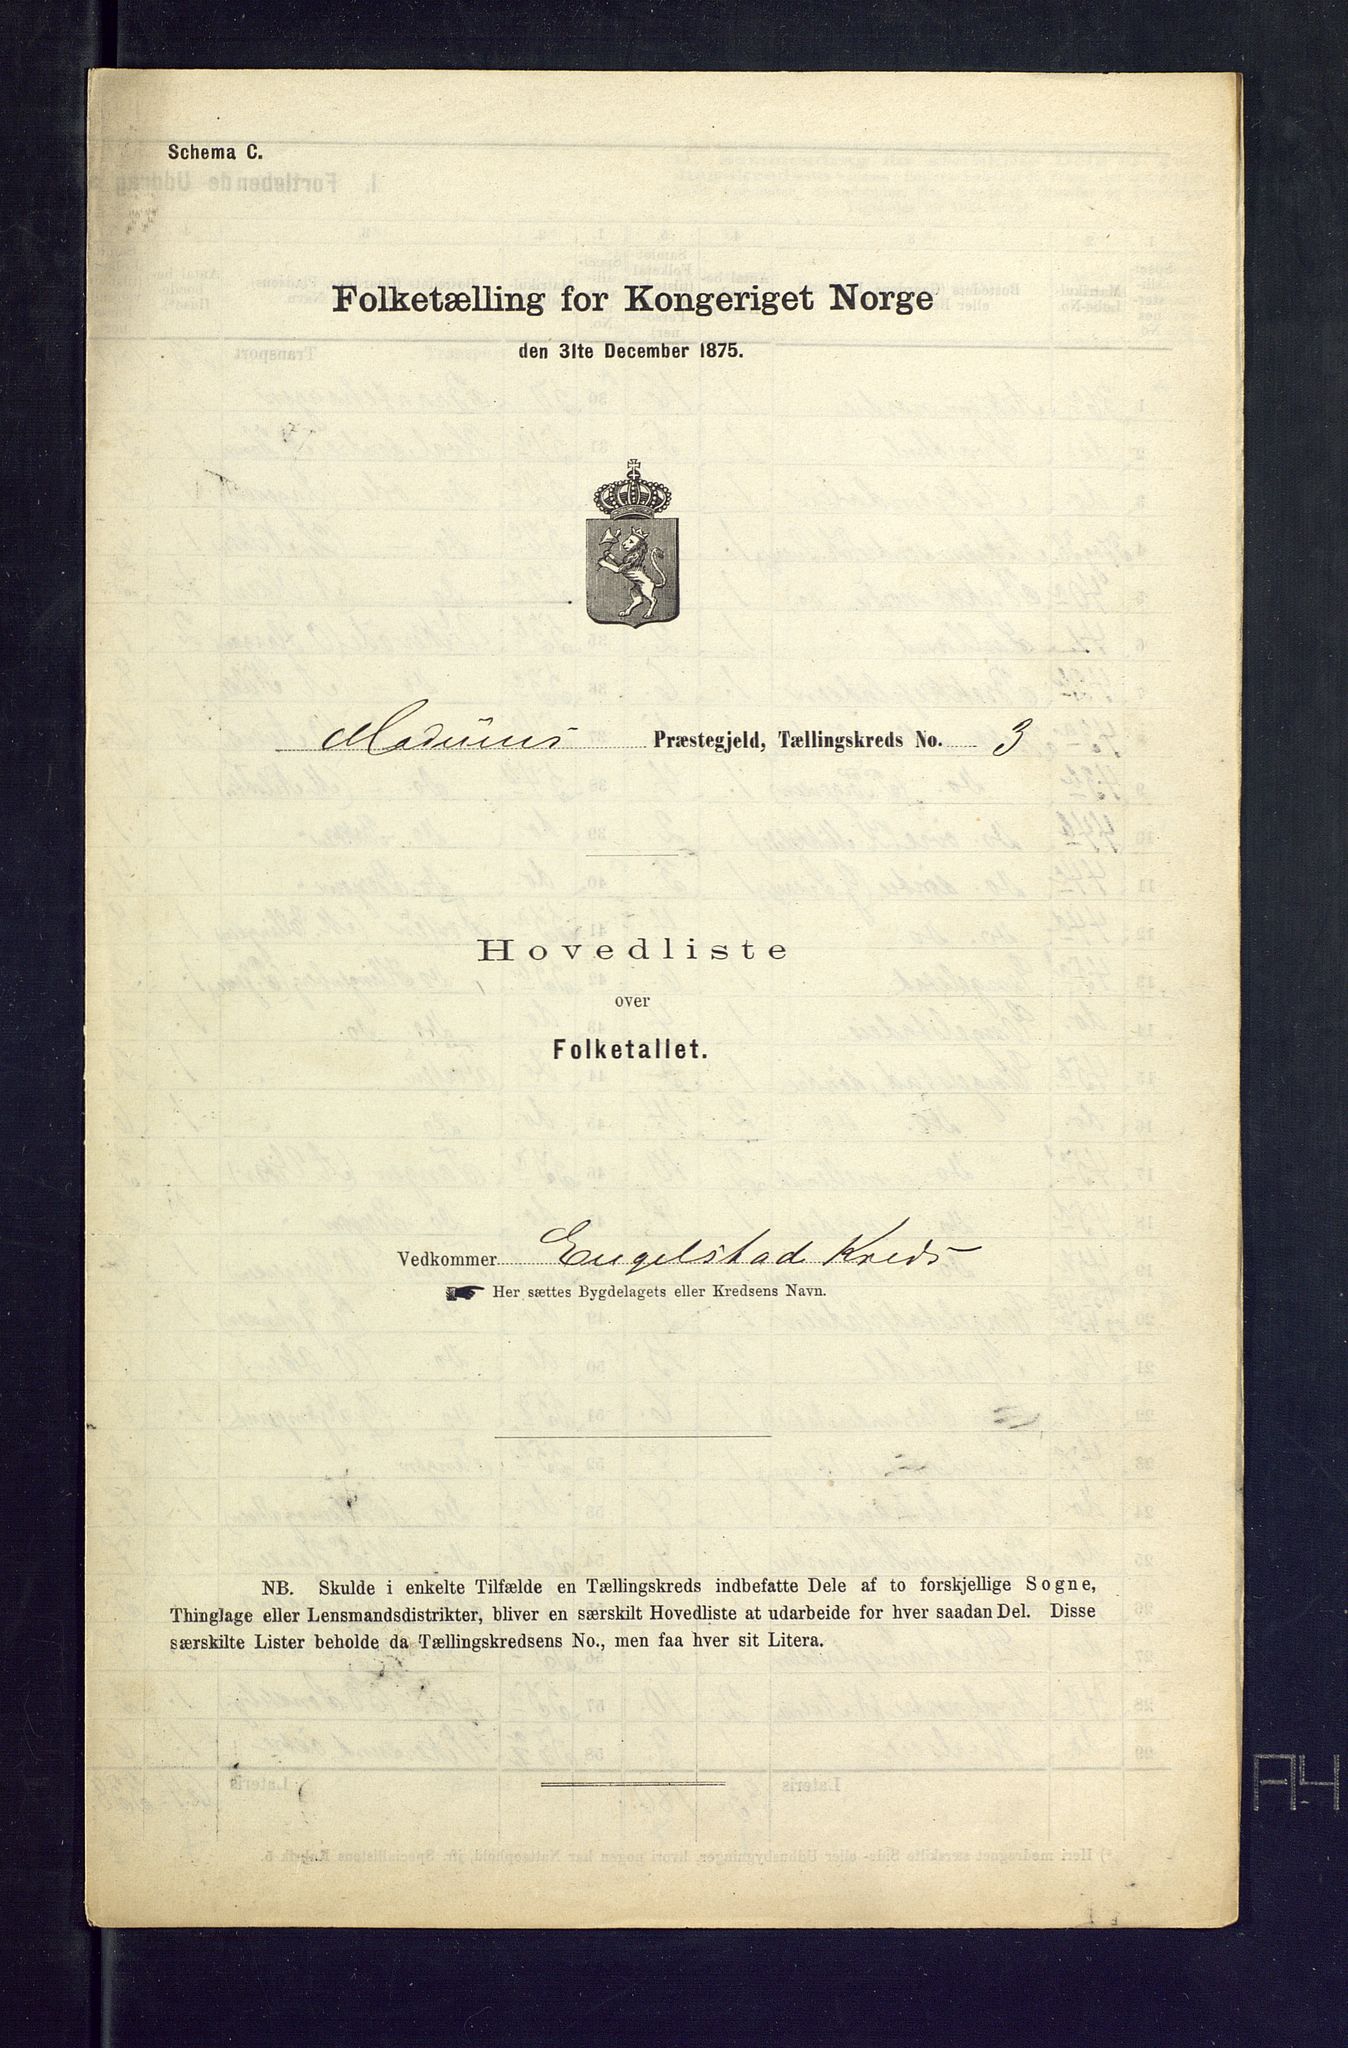 Schema C.
Folketælling for Kongeriget Norge
den 31te December 1875.
Modums Præstegjeld, Tællingskreds No. 3
Hovedliste
over
Folketallet.
Vedkommer Engelstad Kreds
Her sættes Bygdelagets eller Kredsens Navn.
NB. Skulde i enkelte Tilfælde en Tællingskreds indbefatte Dele af to forskjellige Sogne,
Thinglage eller Lensmandsdistrikter, bliver en særskilt Hovedliste at udarbeide for hver saadan Del. Disse
særskilte Lister beholde da Tællingskredsens No., men faa hver sit Litera.
A4